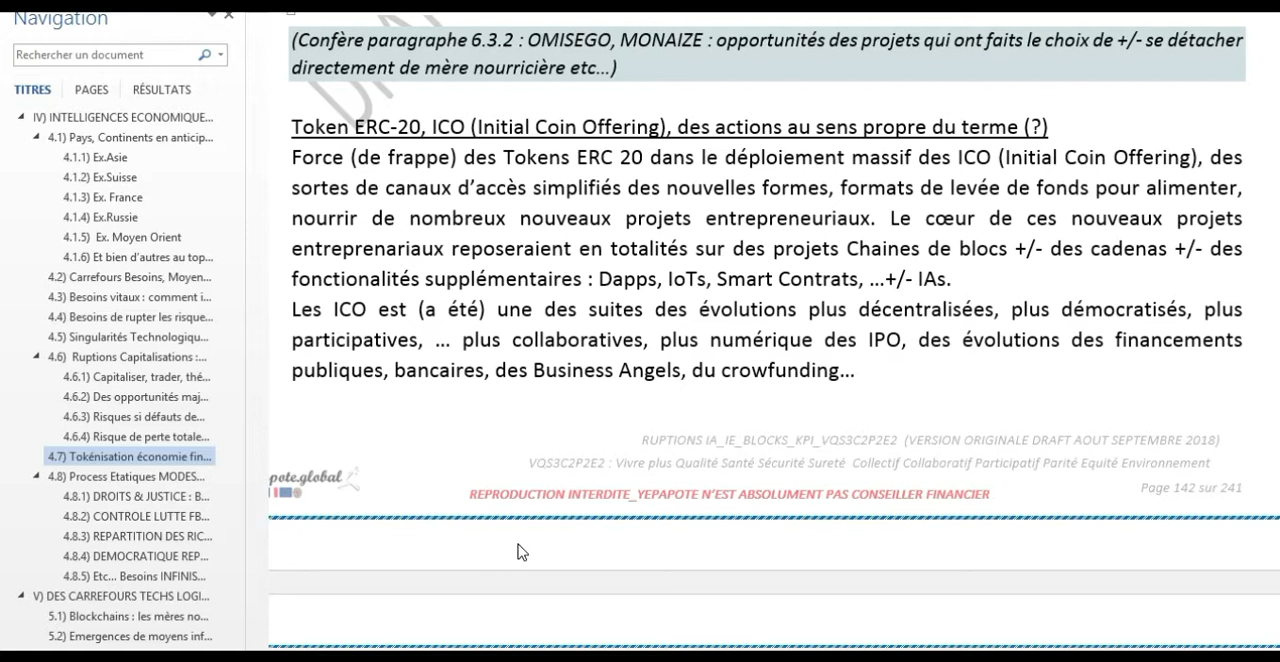 Navigation
Rechercher un document
TITRES PAGES RÉSULTATS
IV) INTELLIGENCES ECONOMIQUE...
4.1) Pays, Continents en anticip...
4.1.1) Ex.Asie
4.1.2) Ex.Suisse
4.1.3) Ex. France
4.1.4) Ex.Russie
4.1.5) Ex. Moyen Orient
4.1.6) Et bien d'autres au top...
4.2) Carrefours Besoins, Moyen...
4.3) Besoins vitaux : comment i...
4.4) Besoins de rupter les risque...
4.5) Singularités Technologiqu...
4.6) Ruptions Capitalisations :...
4.6.1) Capitaliser, trader, thé...
4.6.2) Des opportunités maj...
4.6.3) Risques si défauts de...
4.6.4) Risque de perte totale...
4.7) Tokénisation économie fin...
4.8) Process Etatiques MODES...
4.8.1) DROITS & JUSTICE : B...
4.8.2) CONTROLE LUTTE FB...
4.8.3) REPARTITION DES RIC...
4.8.4) DEMOCRATIQUE REP...
4.8.5) Etc... Besoins INFINIS...
V) DES CARREFOURS TECHS LOGI...
5.1) Blockchains : les mères no...
5.2) Emergences de moyens inf...
(Confère paragraphe 6.3.2 : OMISEGO, MONAIZE : opportunités des projets qui ont faits le choix de +/- se détacher
directement de mère nourricière etc...)
Token ERC-20, ICO (Initial Coin Offering), des actions au sens propre du terme (?)
Force (de frappe) des Tokens ERC 20 dans le déploiement massif des ICO (Initial Coin Offering), des
sortes de canaux d'accès simplifiés des nouvelles formes, formats de levée de fonds pour alimenter,
nourrir de nombreux nouveaux projets entrepreneuriaux. Le cœur de ces nouveaux projets
entreprenariaux reposeraient en totalités sur des projets Chaines de blocs +/- des cadenas +/- des
fonctionalités supplémentaires : Dapps, IoTs, Smart Contrats, ...+/- IAs.
Les ICO est (a été) une des suites des évolutions plus décentralisées, plus démocratisés, plus
participatives, ... plus collaboratives, plus numérique des IPO, des évolutions des financements
publiques, bancaires, des Business Angels, du crowfunding...
RUPTIONS IA_IE_BLOCKS_KPI_VQS3C2P2E2 (VERSION ORIGINALE DRAFT AOUT SEPTEMBRE 2018)
VQS3C2P2E2 : Vivre plus Qualité Santé Sécurité Sureté Collectif Collaboratif Participatif Parité Equité Environnement
pote.global
REPRODUCTION INTERDITE_YEPAPOTE N'EST ABSOLUMENT PAS CONSEILLER FINANCIER
Page 142 sur 241